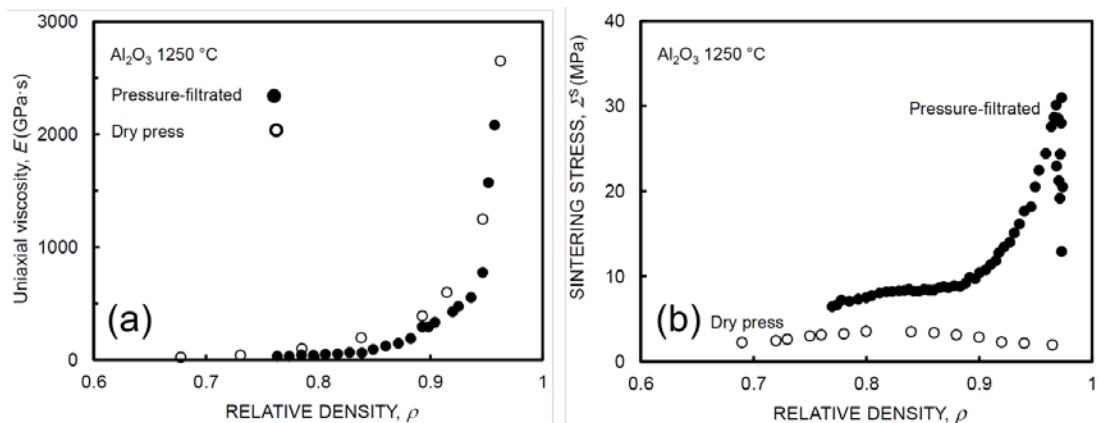 Uniaxial viscosity, E(GPa·s)
3000
2000
1000
0
Al₂O₃ 1250 °C
Pressure-filtrated
Dry press
(a)
0.6 0.7 0.8 0.9 1
RELATIVE DENSITY, ρ
SINTERING STRESS, Σˢ (MPa)
40
30
20
10
0
Al₂O₃ 1250 °C
Pressure-filtrated
Dry press
(b)
0.6 0.7 0.8 0.9 1
RELATIVE DENSITY, ρ